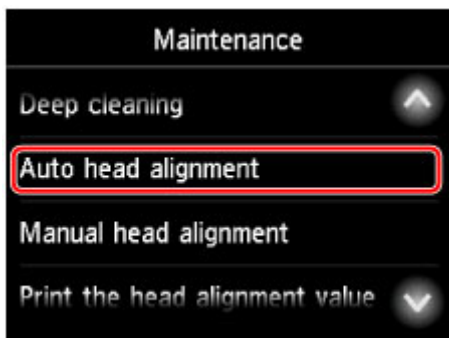 Maintenance
Deep cleaning
Auto head alignment
Manual head alignment
Print the head alignment value